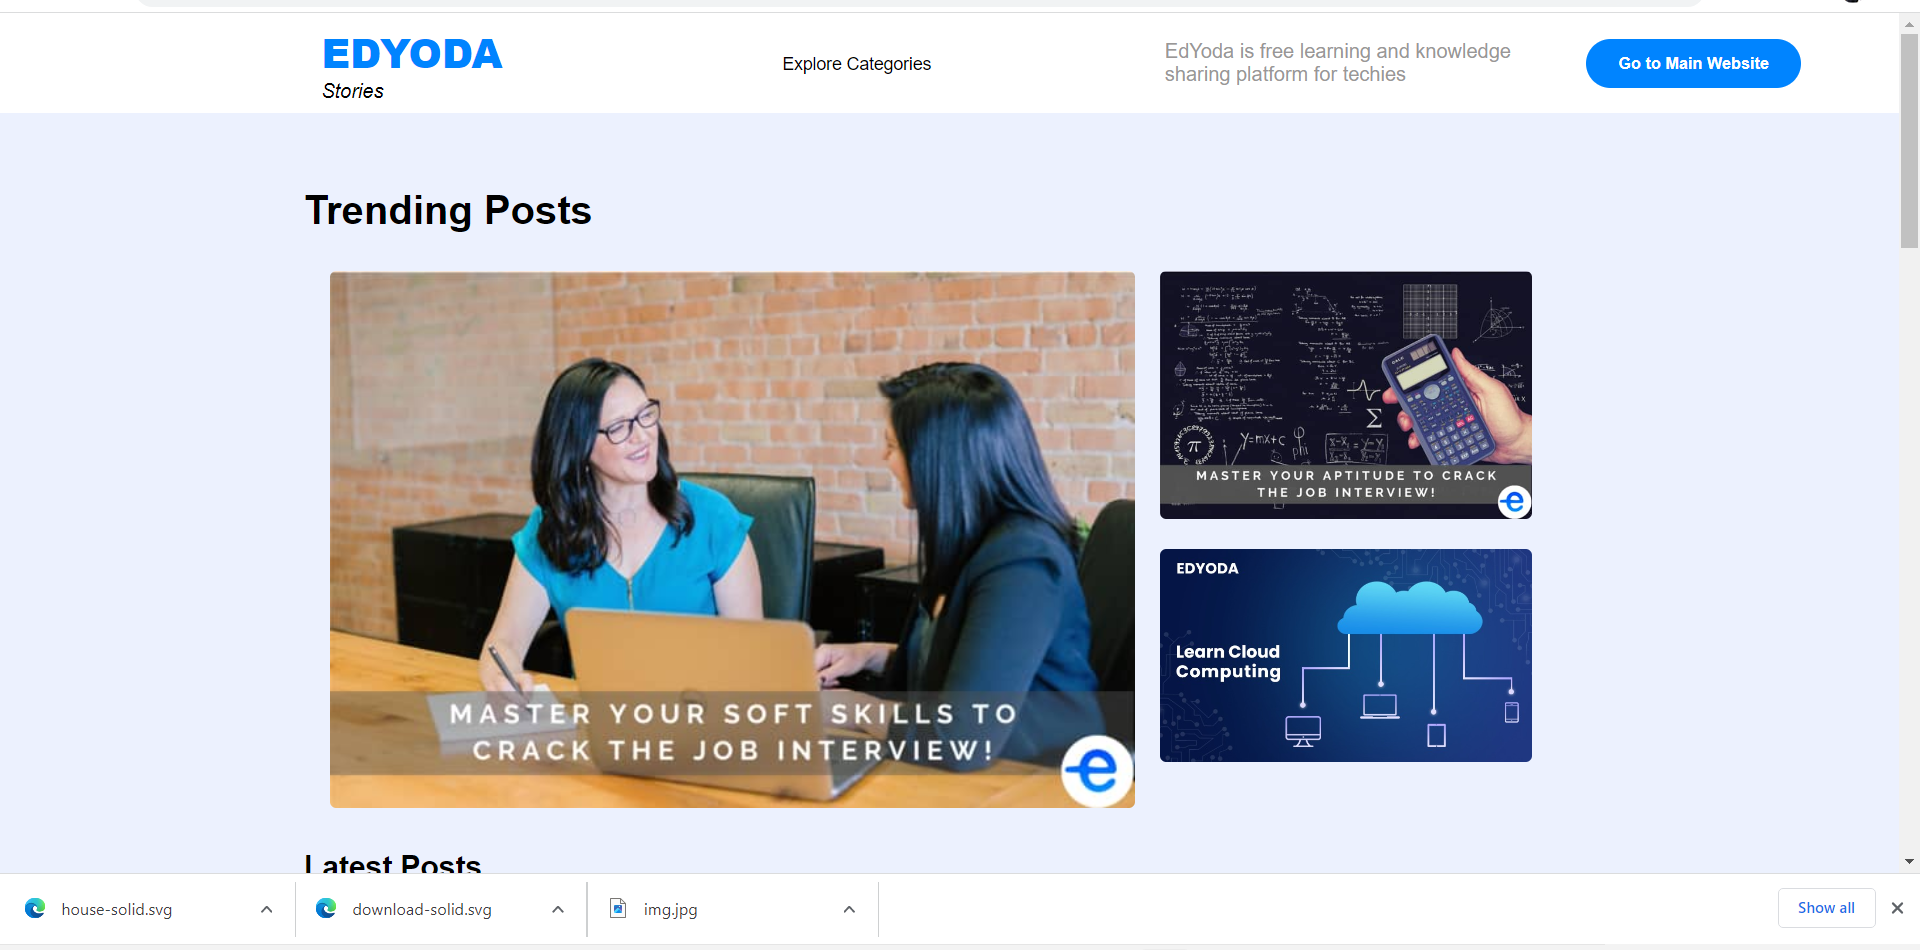 EDYODA
Stories
Explore Categories
EdYoda is free learning and knowledge
sharing platform for techies
Go to Main Website
Trending Posts
MASTER YOUR SOFT SKILLS TO
CRACK THE JOB INTERVIEW!
e
Y=mx+c
phi
Σ
π
MASTER YOUR APTITUDE TO CRACK
THE JOB INTERVIEW!
e
EDYODA
Learn Cloud
Computing
Latest Posts
house-solid.svg
download-solid.svg
img.jpg
Show all